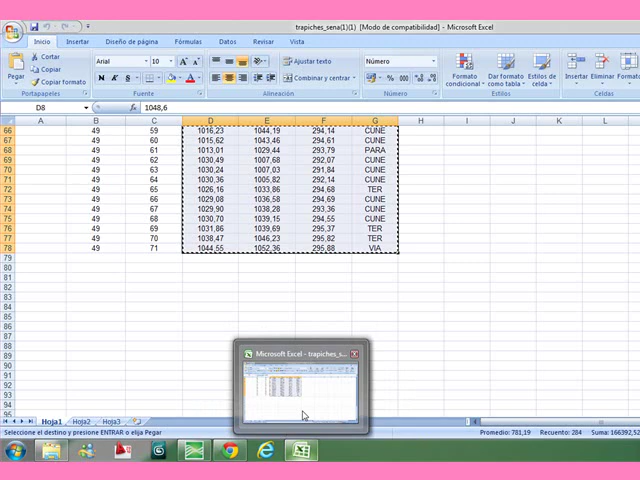 trapiches_sena(1)(1) [Modo de compatibilidad] - Microsoft Excel
Inicio Insertar Diseño de página Fórmulas Datos Revisar Vista
Pegar
Cortar
Copiar
Copiar formato
Portapapeles
Arial 10
N K S
Fuente
Ajustar texto
Combinar y centrar
Alineación
Número
% 000
Número
Formato condicional
Dar formato como tabla
Estilos de celda
Estilos
Insertar Eliminar Formato
Celdas
D8 1048,6
A B C D E F G H I J K L
66 49 59 1016,23 1044,19 294,14 CUNE
67 49 60 1015,62 1043,46 294,61 CUNE
68 49 61 1013,01 1029,44 293,79 PARA
69 49 62 1030,49 1007,68 292,07 CUNE
70 49 63 1030,24 1007,03 291,84 CUNE
71 49 64 1030,36 1005,82 292,14 CUNE
72 49 65 1026,16 1033,86 294,68 TER
73 49 66 1029,08 1036,58 294,69 CUNE
74 49 67 1029,90 1038,28 293,36 CUNE
75 49 68 1030,70 1039,15 294,55 CUNE
76 49 69 1031,86 1039,69 295,37 TER
77 49 70 1038,47 1046,23 295,82 TER
78 49 71 1044,55 1052,36 295,88 VIA
79
80
81
82
83
84
85
86
87
88
89
90
91
92
93
94
95
Microsoft Excel - trapiches_s...
Hoja1 Hoja2 Hoja3
Seleccione el destino y presione ENTRAR o elija Pegar
Promedio: 781,19 Recuento: 284 Suma: 166392,52